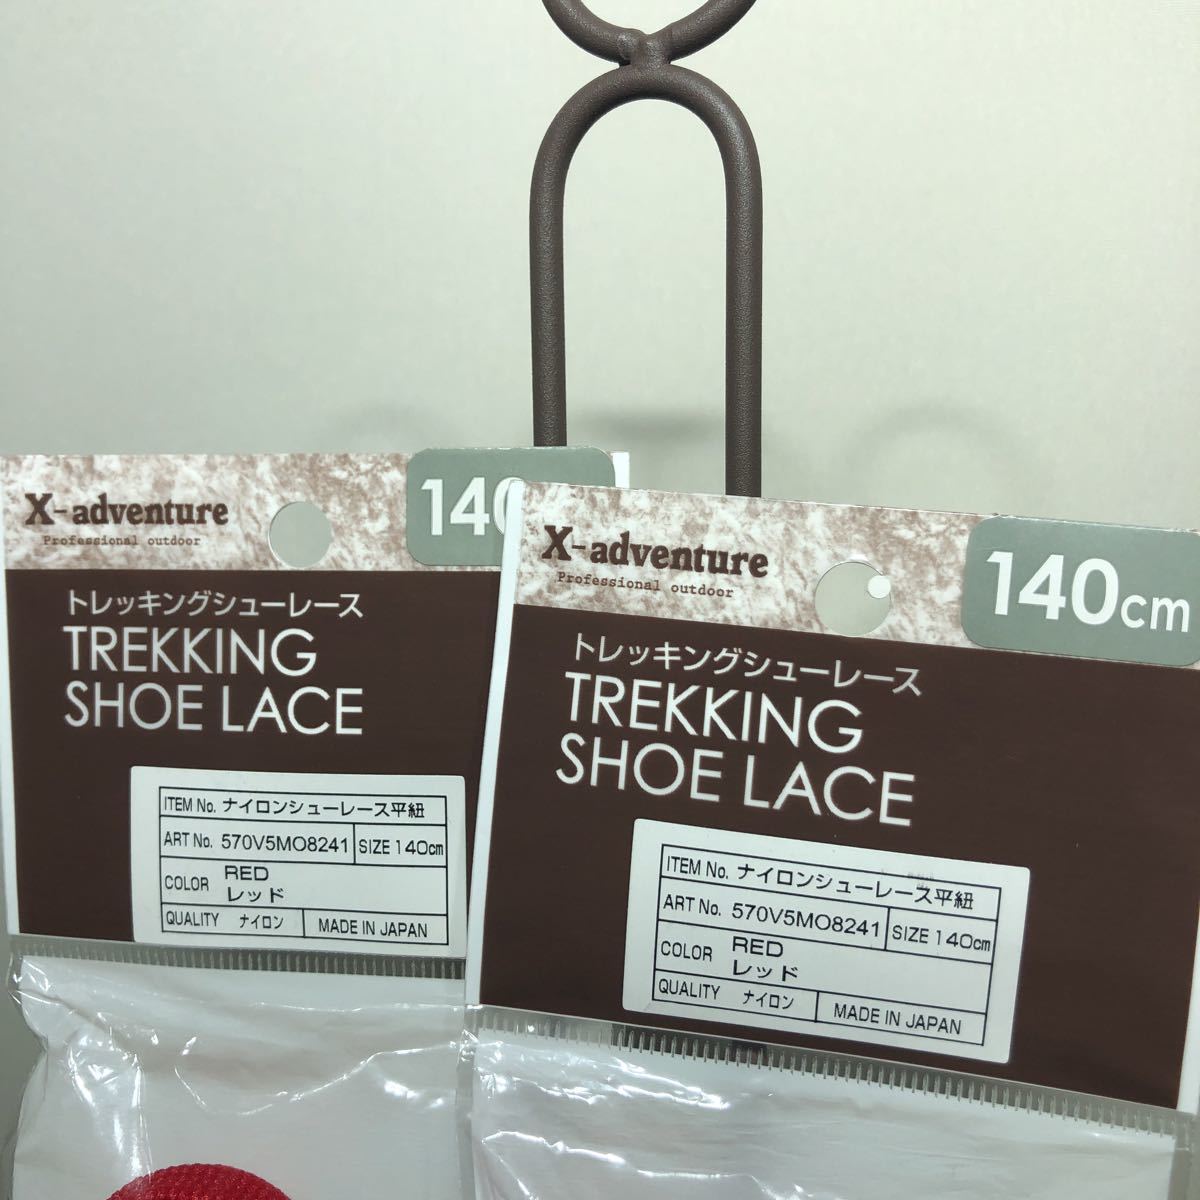 X-adventure
Professional outdoor
140
トレッキングシューレース
TREKKING
SHOE LACE
ITEM No. ナイロンシューレース平紐
ART No. 570V5MO8241 SIZE 140cm
COLOR RED
レッド
QUALITY ナイロン MADE IN JAPAN
X-adventure
Professional outdoor
140cm
トレッキングシューレース
TREKKING
SHOE LACE
ITEM No. ナイロンシューレース平紐
ART No. 570V5MO8241 SIZE 140cm
COLOR RED
レッド
QUALITY ナイロン MADE IN JAPAN